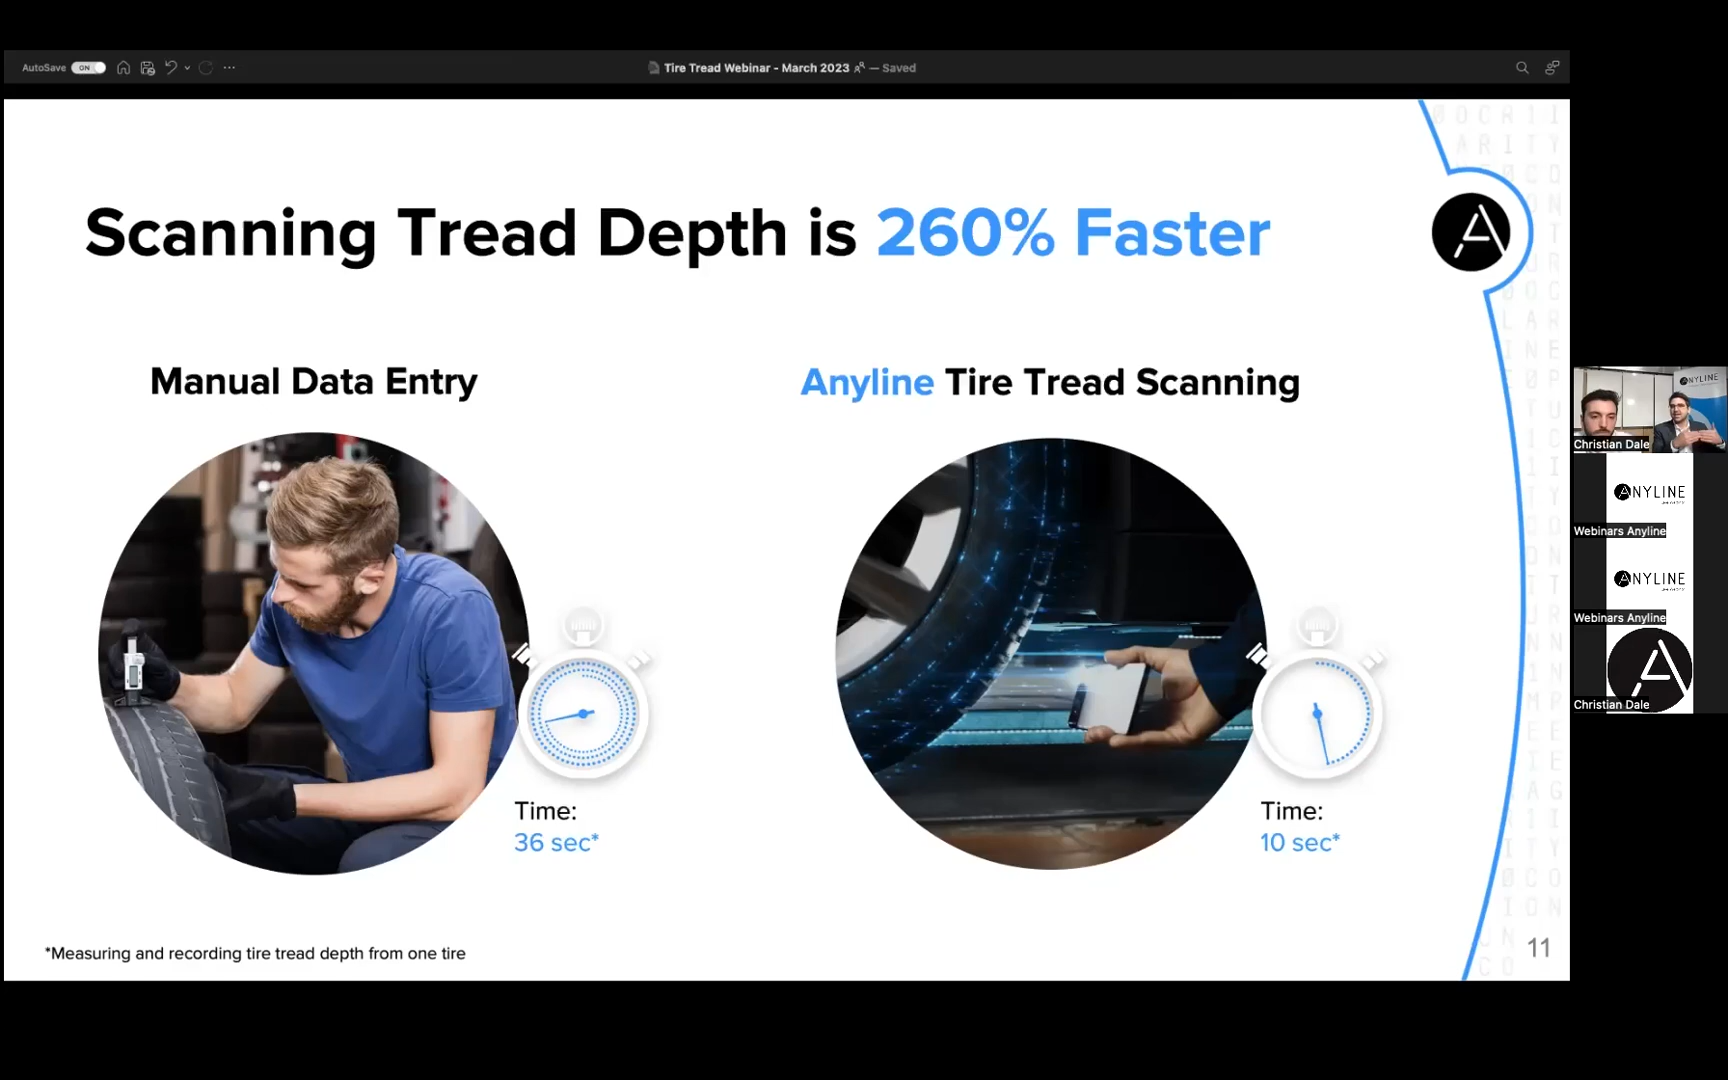 AutoSave ON
Tire Tread Webinar - March 2023 — Saved
Scanning Tread Depth is 260% Faster
Manual Data Entry
Anyline Tire Tread Scanning
Time:
36 sec*
Time:
10 sec*
*Measuring and recording tire tread depth from one tire
11
ANYLINE
Christian Dale
ANYLINE
Webinars Anyline
ANYLINE
Webinars Anyline
Christian Dale